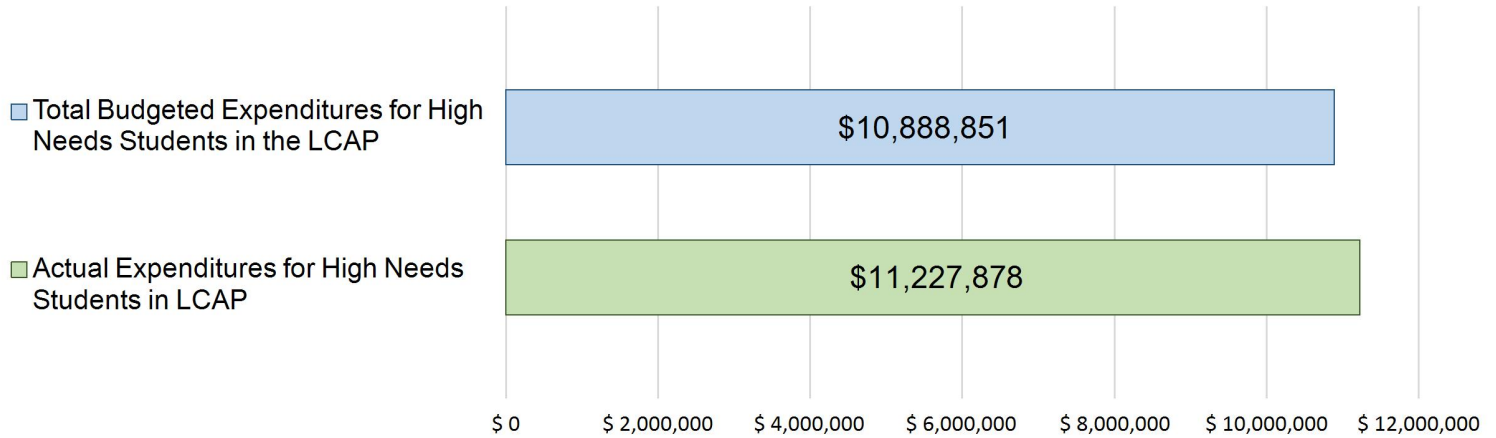 Total Budgeted Expenditures for High
Needs Students in the LCAP
$10,888,851
Actual Expenditures for High Needs
Students in LCAP
$11,227,878
$ 0 $ 2,000,000 $ 4,000,000 $ 6,000,000 $ 8,000,000 $ 10,000,000 $ 12,000,000